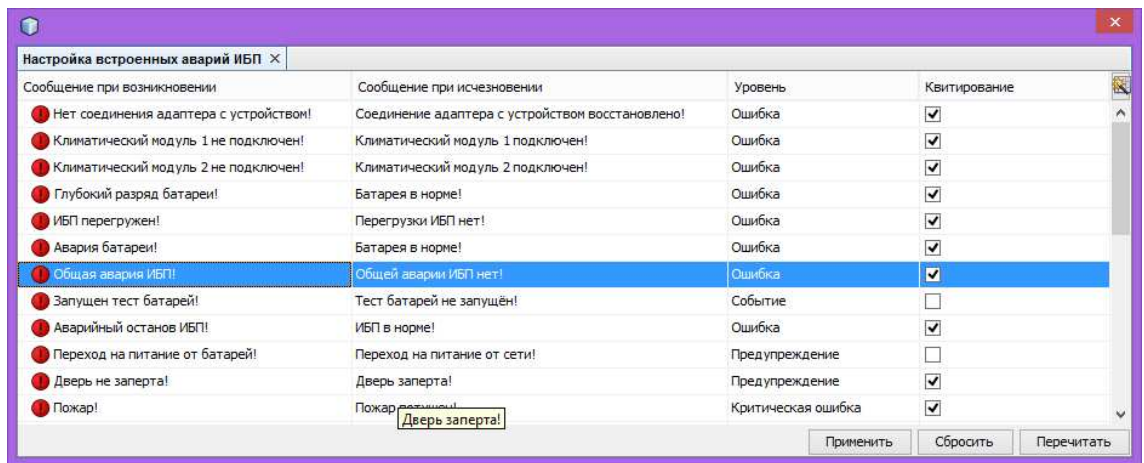 Настройка встроенных аварий ИБП
Сообщение при возникновении Сообщение при исчезновении Уровень Квитирование
Нет соединения адаптера с устройством! Соединение адаптера с устройством восстановлено! Ошибка
Климатический модуль 1 не подключен! Климатический модуль 1 подключен! Ошибка
Климатический модуль 2 не подключен! Климатический модуль 2 подключен! Ошибка
Глубокий разряд батареи! Батарея в норме! Ошибка
ИБП перегружен! Перегрузки ИБП нет! Ошибка
Авария батареи! Батарея в норме! Ошибка
Общая авария ИБП! Общей аварии ИБП нет! Ошибка
Запущен тест батарей! Тест батарей не запущён! Событие
Аварийный останов ИБП! ИБП в норме! Ошибка
Переход на питание от батарей! Переход на питание от сети! Предупреждение
Дверь не заперта! Дверь заперта! Предупреждение
Пожар! Пожар Критическая ошибка
Дверь заперта!
Применить Сбросить Перечитать